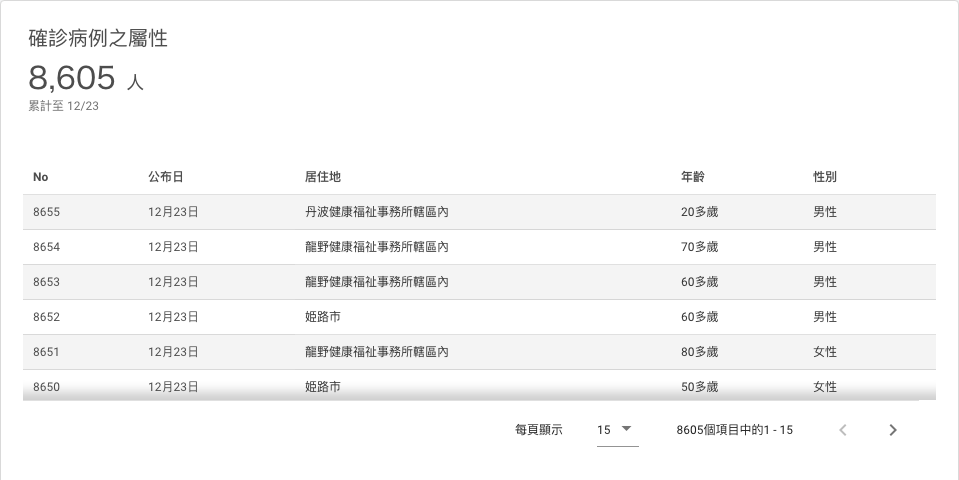 確診病例之屬性
8,605 人
累計至 12/23
No 公布日 居住地 年齡 性別
8655 12月23日 丹波健康福祉事務所轄區內 20多歲 男性
8654 12月23日 龍野健康福祉事務所轄區內 70多歲 男性
8653 12月23日 龍野健康福祉事務所轄區內 60多歲 男性
8652 12月23日 姫路市 60多歲 男性
8651 12月23日 龍野健康福祉事務所轄區內 80多歲 女性
8650 12月23日 姫路市 50多歲 女性
每頁顯示 15 8605個項目中的1 - 15